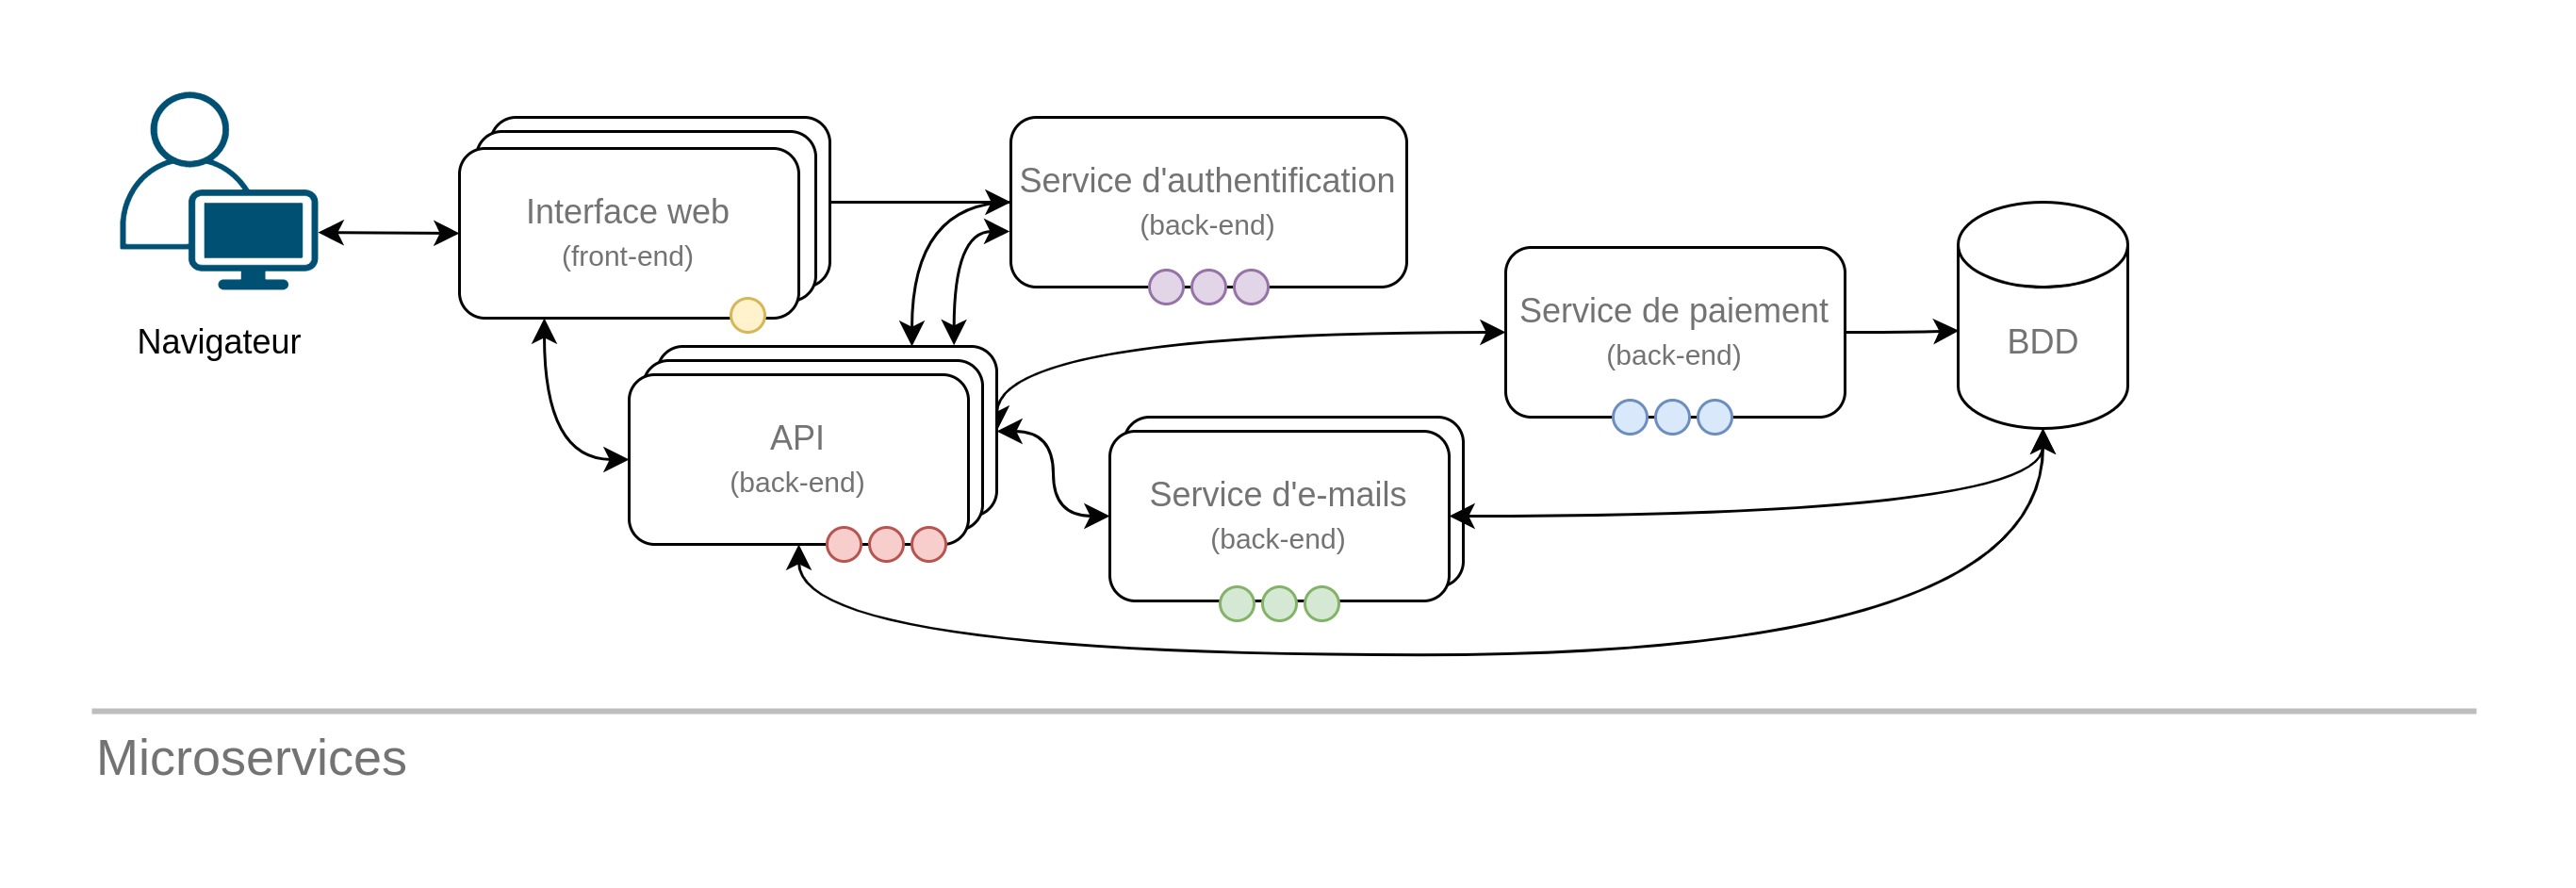 Navigateur
Interface web
(front-end)
Service d'authentification
(back-end)
API
(back-end)
Service d'e-mails
(back-end)
Service de paiement
(back-end)
BDD
Microservices